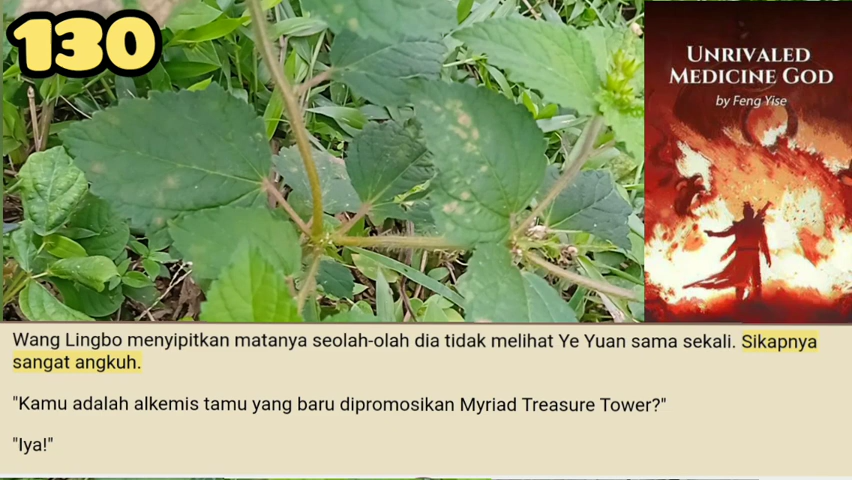 130
UNRIVALED
MEDICINE GOD
by Feng Yise
Wang Lingbo menyipitkan matanya seolah-olah dia tidak melihat Ye Yuan sama sekali. Sikapnya
sangat angkuh.
"Kamu adalah alkemis tamu yang baru dipromosikan Myriad Treasure Tower?"
"Iya!"